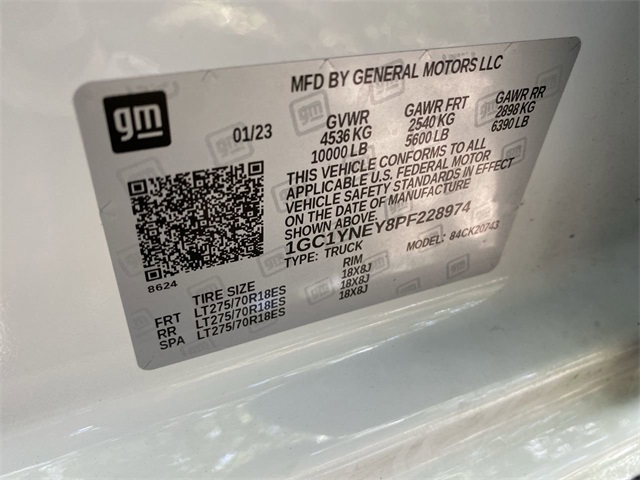 MFD BY GENERAL MOTORS LLC
gm
01/23
GVWR GAWR FRT GAWR RR
4536 KG 2540 KG 2898 KG
10000 LB 5600 LB 6390 LB
THIS VEHICLE CONFORMS TO ALL
APPLICABLE U.S. FEDERAL MOTOR
VEHICLE SAFETY STANDARDS IN EFFECT
ON THE DATE OF MANUFACTURE
SHOWN ABOVE.
1GC1YNEY8PF228974
TYPE: TRUCK MODEL: 84CK20743
8624
TIRE SIZE RIM
FRT LT275/70R18ES 18X8J
RR LT275/70R18ES 18X8J
SPA LT275/70R18ES 18X8J